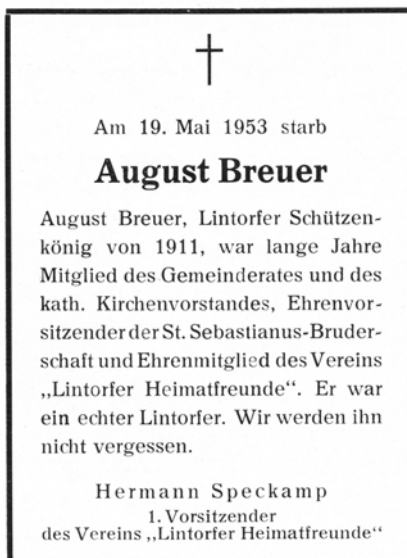 Am 19. Mai 1953 starb
August Breuer
August Breuer, Lintorfer Schützen-
könig von 1911, war lange Jahre
Mitglied des Gemeinderates und des
kath. Kirchenvorstandes, Ehrenvor-
sitzender der St. Sebastianus-Bruder-
schaft und Ehrenmitglied des Vereins
„Lintorfer Heimatfreunde“. Er war
ein echter Lintorfer. Wir werden ihn
nicht vergessen.
Hermann Speckamp
1. Vorsitzender
des Vereins „Lintorfer Heimatfreunde“